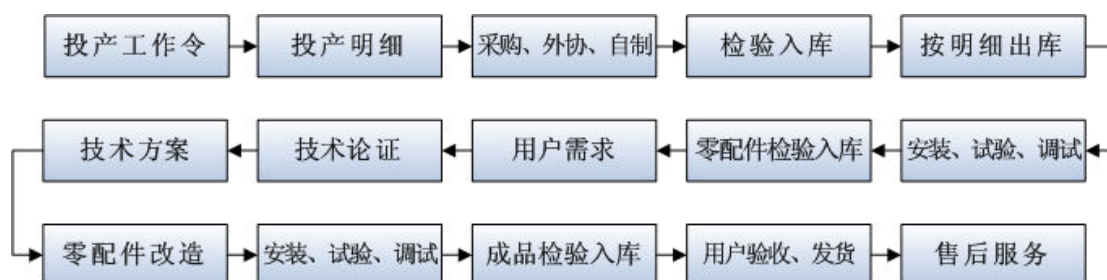 投产工作令
投产明细
采购、外协、自制
检验入库
按明细出库
安装、试验、调试
零配件检验入库
用户需求
技术论证
技术方案
零配件改造
安装、试验、调试
成品检验入库
用户验收、发货
售后服务